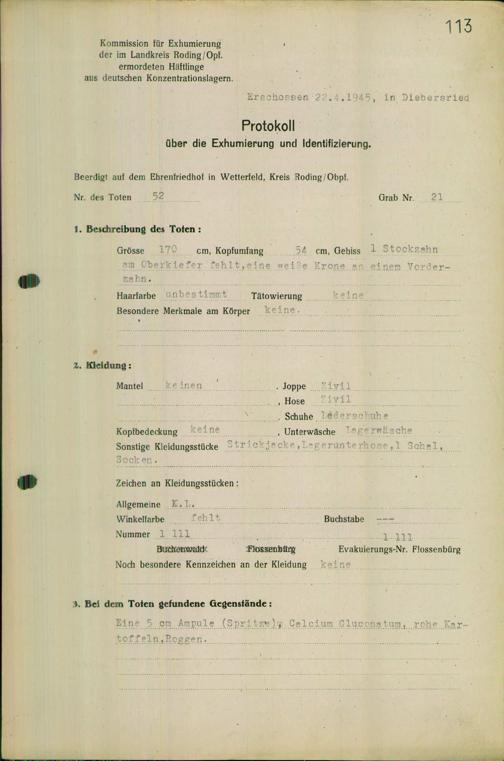 113
Kommission für Exhumierung
der im Landkreis Roding/Opf.
ermordeten Häftlinge
aus deutschen Konzentrationslagern.
Erschossen 22.4.1945, in Diebersried
Protokoll
über die Exhumierung und Identifizierung.
Beerdigt auf dem Ehrenfriedhof in Wetterfeld, Kreis Roding/Obpf.
Nr. des Toten 52 Grab Nr. 21
1. Beschreibung des Toten :
Grösse 170 cm, Kopfumfang 54 cm, Gebiss 1 Stockzahn
am Oberkiefer fehlt,eine weiße Krone an einem Vorder-
zahn.
Haarfarbe unbestimmt Tätowierung keine
Besondere Merkmale am Körper keine.
2. Kleidung :
Mantel keinen , Joppe Zivil
, Hose Zivil
, Schuhe Lederschuhe
Kopfbedeckung keine , Unterwäsche Lagerwäsche
Sonstige Kleidungsstücke Strickjacke,Lagerunterhose,1 Schal,
Socken.
Zeichen an Kleidungsstücken :
Allgemeine K.L.
Winkelfarbe fehlt Buchstabe ---
Nummer 1 111 1 111
Buchenwald Flossenbürg Evakuierungs-Nr. Flossenbürg
Noch besondere Kennzeichen an der Kleidung keine
3. Bei dem Toten gefundene Gegenstände :
Eine 5 cm Ampule (Spritze), Calcium Gluconatum, rohe Kar-
toffeln,Roggen.